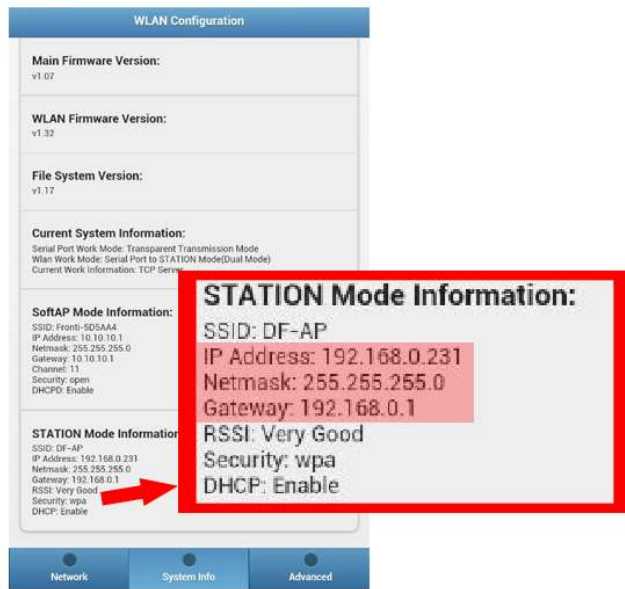 WLAN Configuration
Main Firmware Version:
v1.07
WLAN Firmware Version:
v1.32
File System Version:
v1.17
Current System Information:
Serial Port Work Mode: Transparent Transmission Mode
Wlan Work Mode: Serial Port to STATION Mode(Dual Mode)
Current Work Information: TCP Server
SoftAP Mode Information:
SSID: Fronti-5D5AA4
IP Address: 10.10.10.1
Netmask: 255.255.255.0
Gateway: 10.10.10.1
Channel: 11
Security: open
DHCPD: Enable
STATION Mode Information
SSID: DF-AP
IP Address: 192.168.0.231
Netmask: 255.255.255.0
Gateway: 192.168.0.1
RSSI: Very Good
Security: wpa
DHCP: Enable
STATION Mode Information:
SSID: DF-AP
IP Address: 192.168.0.231
Netmask: 255.255.255.0
Gateway: 192.168.0.1
RSSI: Very Good
Security: wpa
DHCP: Enable
Network
System Info
Advanced